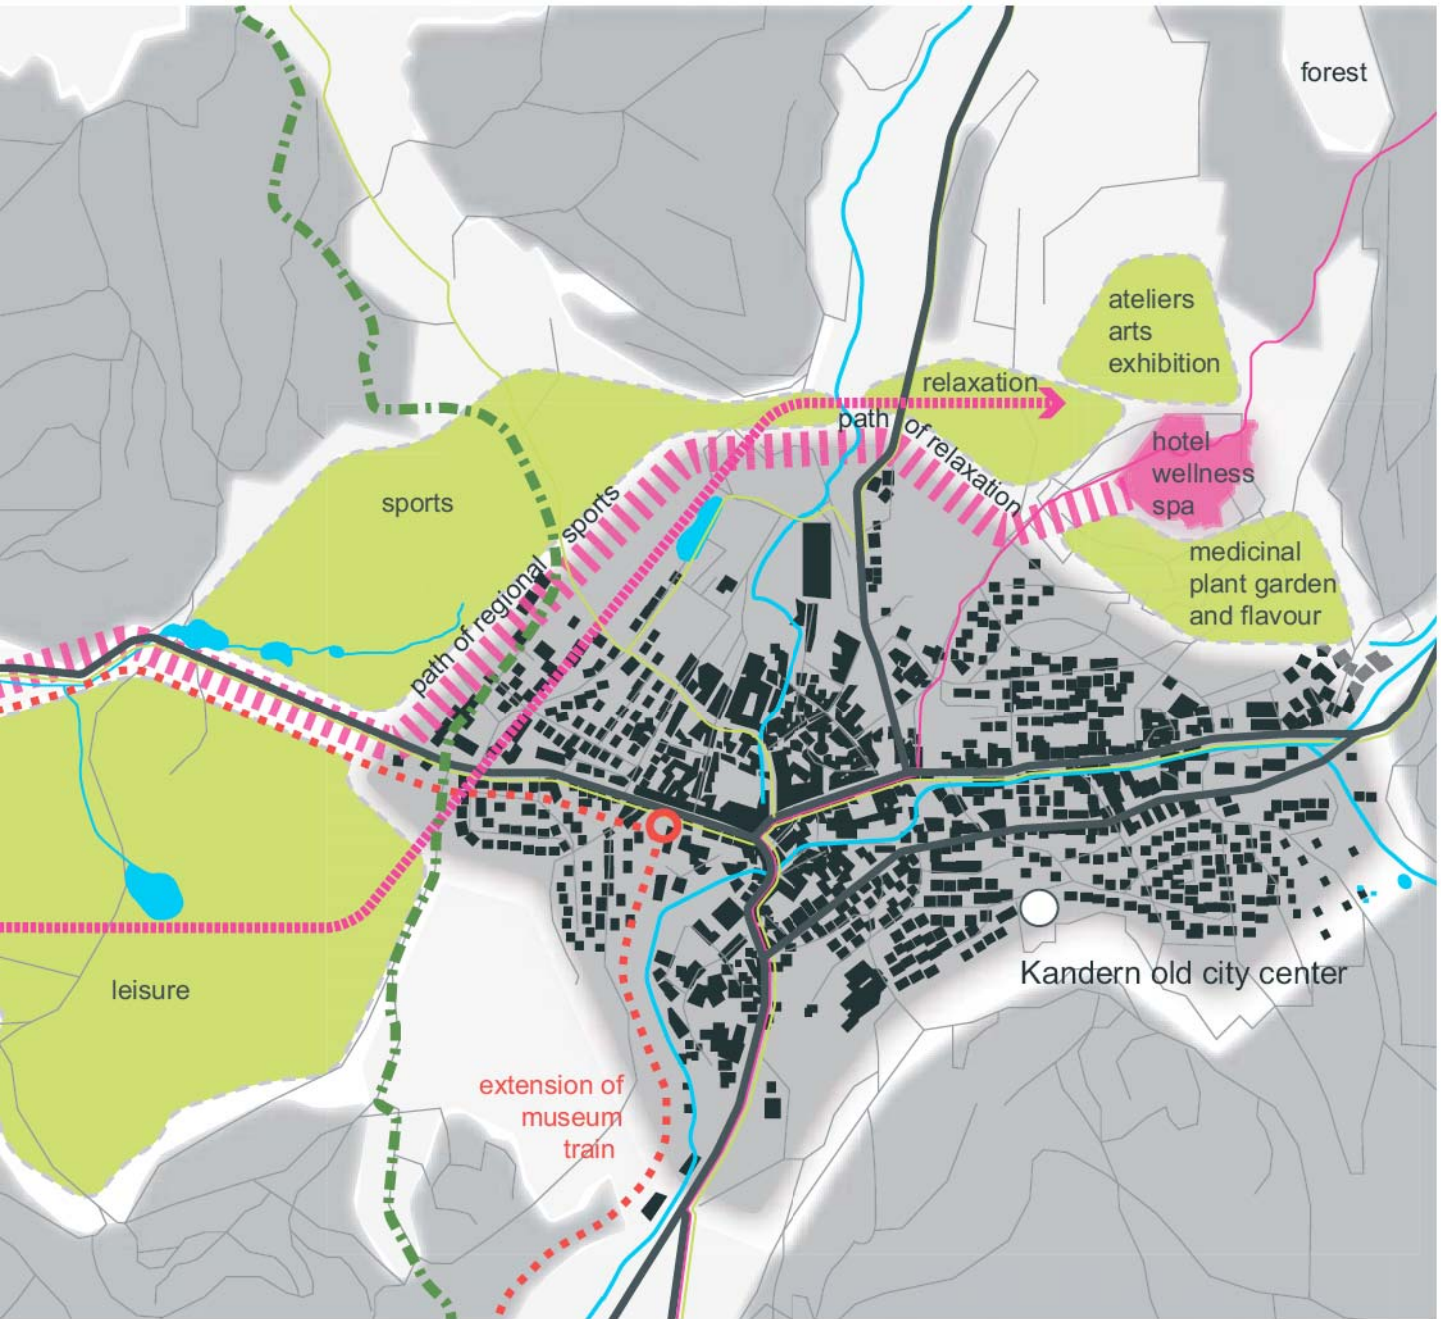 forest
ateliers
arts
exhibition
relaxation
path of relaxation
hotel
wellness
spa
sports
path of regional sports
medicinal
plant garden
and flavour
leisure
Kandern old city center
extension of
museum
train